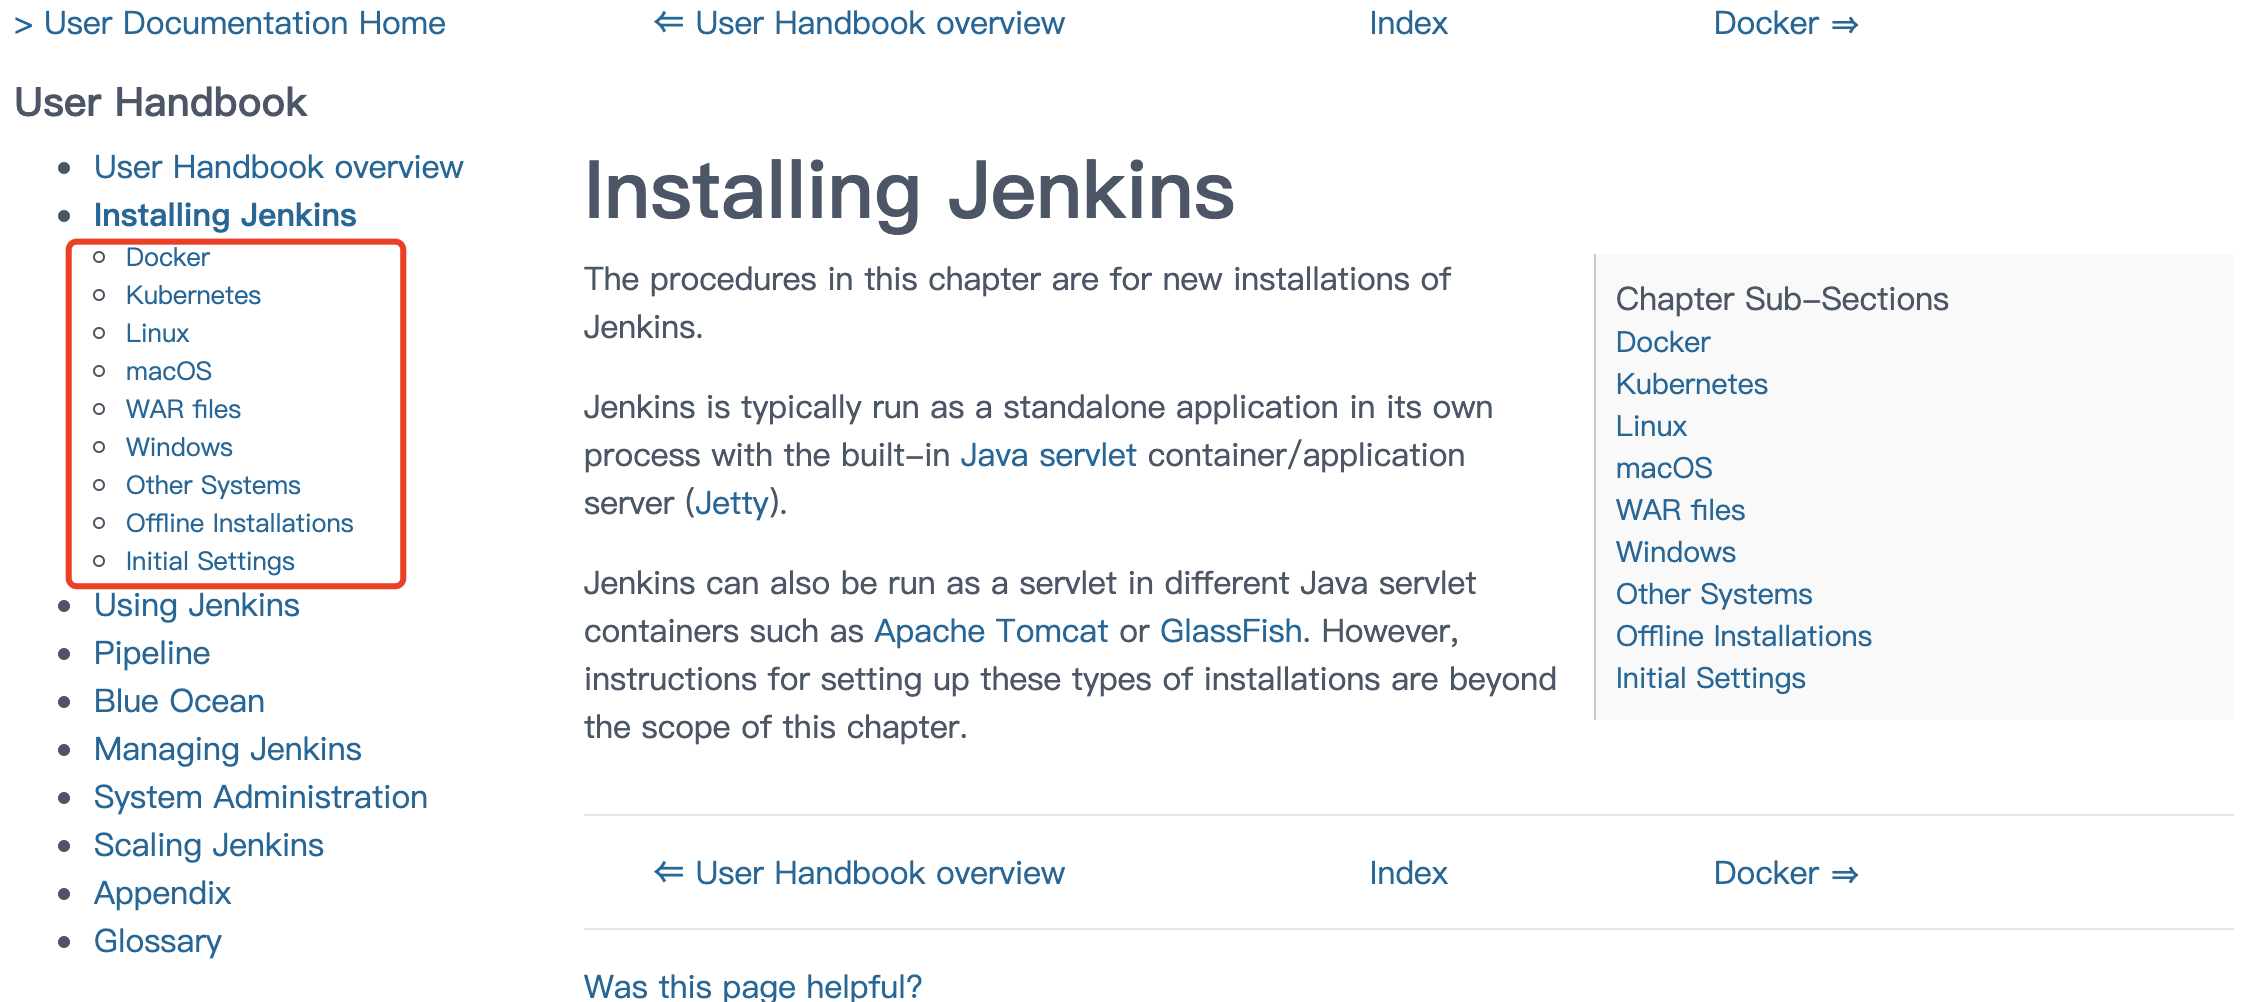 > User Documentation Home
⇐ User Handbook overview
Index
Docker ⇒
User Handbook
User Handbook overview
Installing Jenkins
Docker
Kubernetes
Linux
macOS
WAR files
Windows
Other Systems
Offline Installations
Initial Settings
Using Jenkins
Pipeline
Blue Ocean
Managing Jenkins
System Administration
Scaling Jenkins
Appendix
Glossary
Installing Jenkins
The procedures in this chapter are for new installations of
Jenkins.
Jenkins is typically run as a standalone application in its own
process with the built-in Java servlet container/application
server (Jetty).
Jenkins can also be run as a servlet in different Java servlet
containers such as Apache Tomcat or GlassFish. However,
instructions for setting up these types of installations are beyond
the scope of this chapter.
Chapter Sub-Sections
Docker
Kubernetes
Linux
macOS
WAR files
Windows
Other Systems
Offline Installations
Initial Settings
⇐ User Handbook overview
Index
Docker ⇒
Was this page helpful?